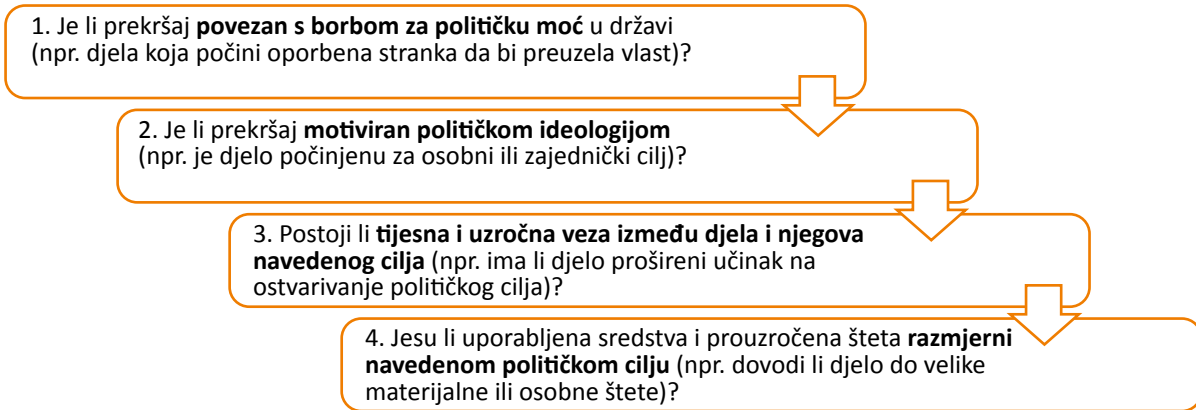 1. Je li prekršaj povezan s borbom za političku moć u državi
(npr. djela koja počini oporbena stranka da bi preuzela vlast)?
2. Je li prekršaj motiviran političkom ideologijom
(npr. je djelo počinjenu za osobni ili zajednički cilj)?
3. Postoji li tijesna i uzročna veza između djela i njegova
navedenog cilja (npr. ima li djelo prošireni učinak na
ostvarivanje političkog cilja)?
4. Jesu li uporabljena sredstva i prouzročena šteta razmjerni
navedenom političkom cilju (npr. dovodi li djelo do velike
materijalne ili osobne štete)?